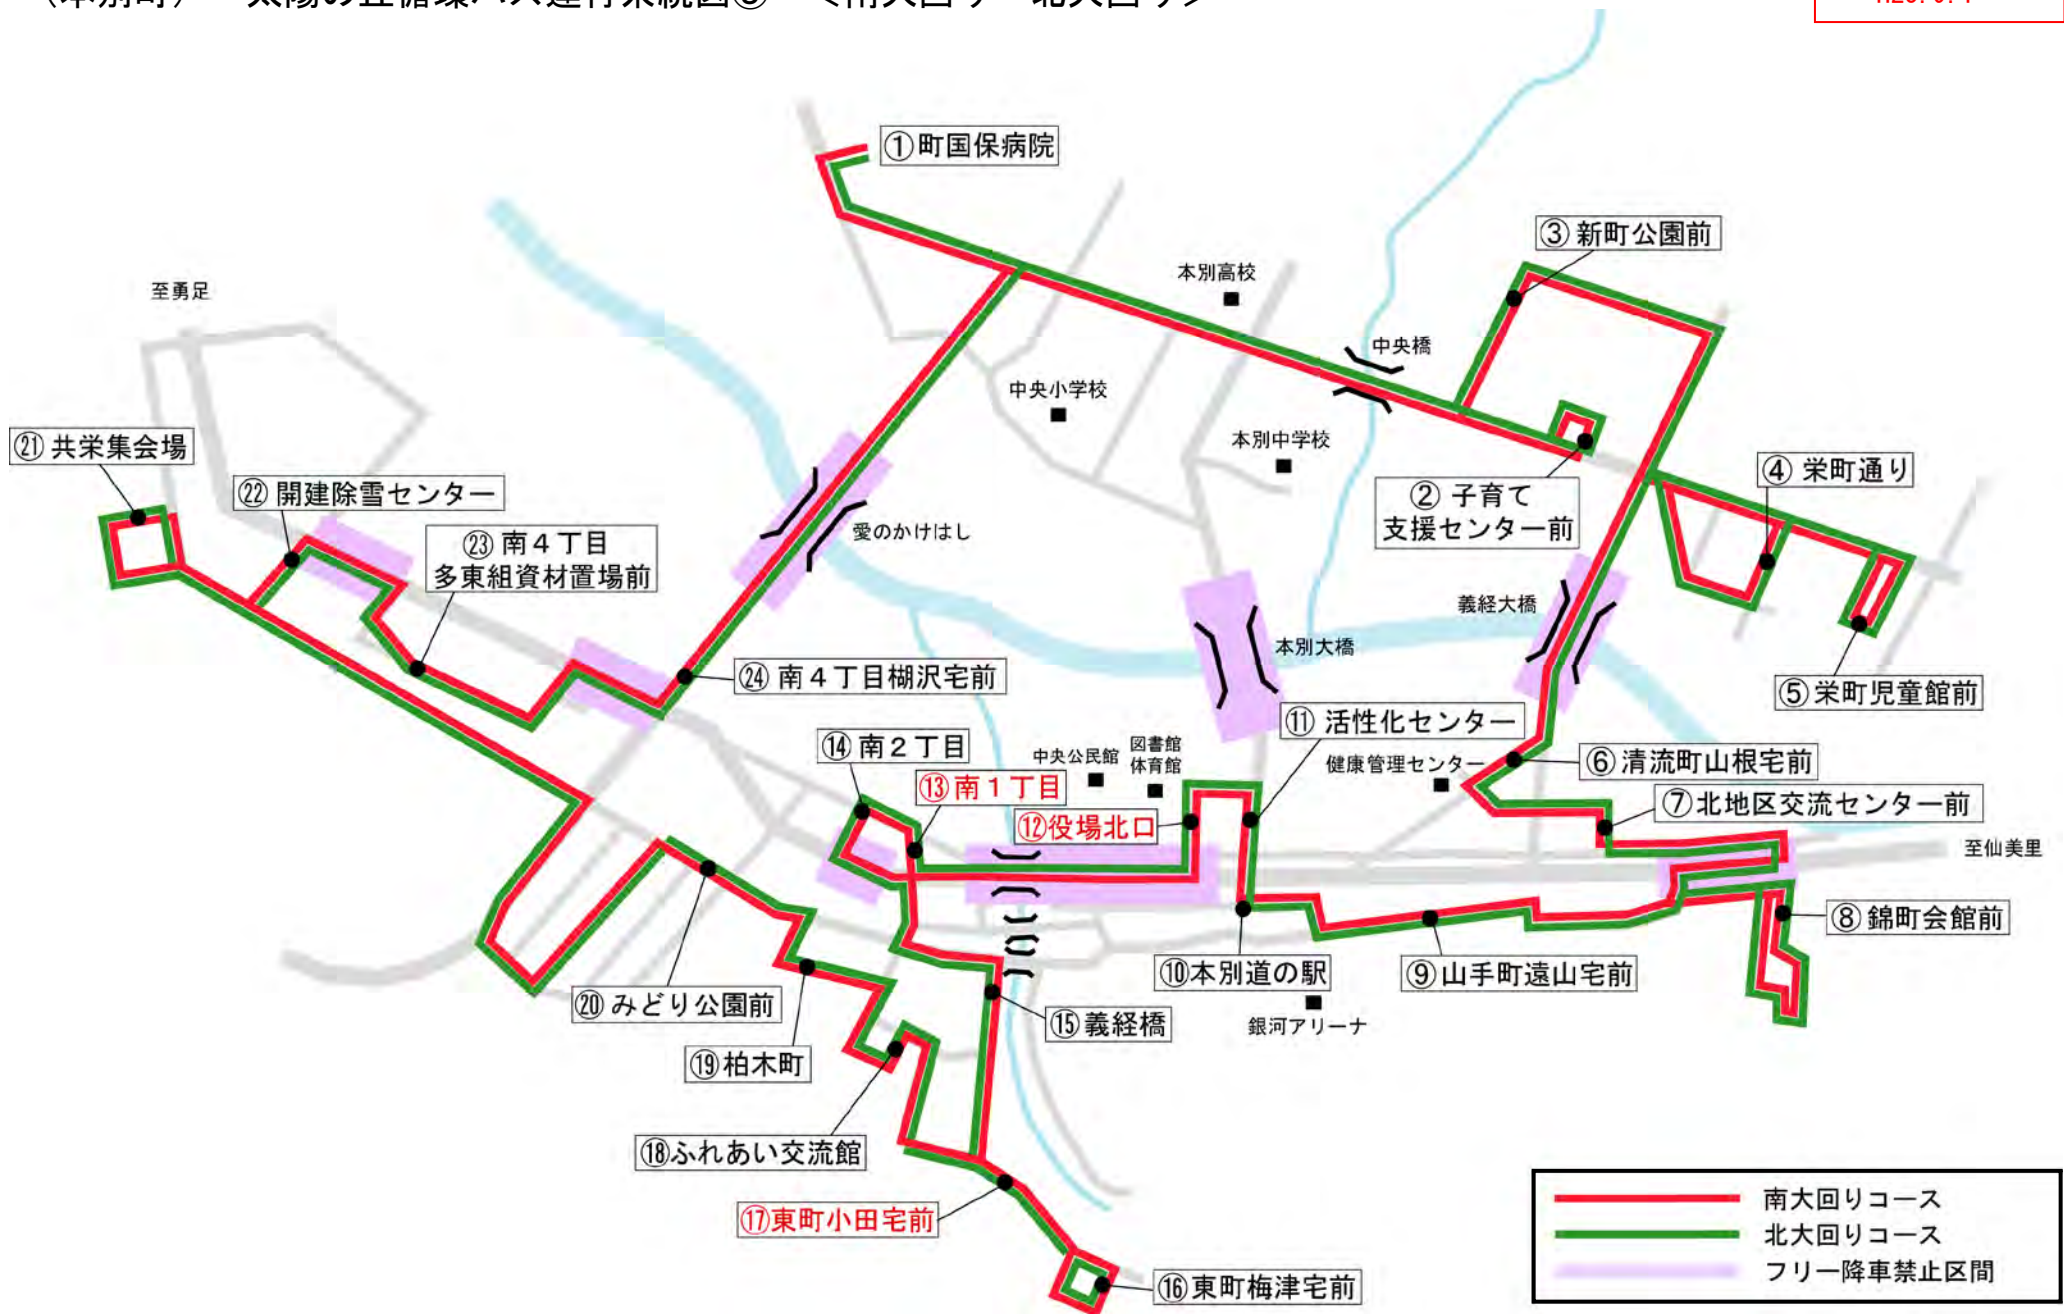 ①町国保病院
③新町公園前
本別高校
至勇足
中央橋
中央小学校
本別中学校
㉑共栄集会場
㉒開建除雪センター
④栄町通り
②子育て
支援センター前
㉓南4丁目
多東組資材置場前
愛のかけはし
義経大橋
本別大橋
㉔南4丁目楜沢宅前
⑤栄町児童館前
⑪活性化センター
⑭南2丁目
中央公民館
図書館
体育館
健康管理センター
⑥清流町山根宅前
⑬南1丁目
⑦北地区交流センター前
⑫役場北口
至仙美里
⑧錦町会館前
⑩本別道の駅
⑨山手町遠山宅前
⑳みどり公園前
⑮義経橋
銀河アリーナ
⑲柏木町
⑱ふれあい交流館
⑰東町小田宅前
⑯東町梅津宅前
南大回りコース
北大回りコース
フリー降車禁止区間